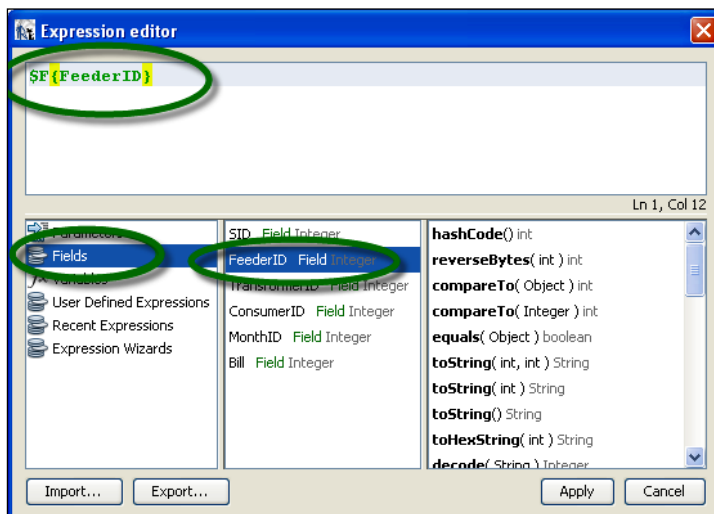 Expression editor
$F{FeederID}
Ln 1, Col 12
Parameters
Fields
Variables
User Defined Expressions
Recent Expressions
Expression Wizards
SID Field Integer
FeederID Field Integer
TransformerID Field Integer
ConsumerID Field Integer
MonthID Field Integer
Bill Field Integer
hashCode() int
reverseBytes( int ) int
compareTo( Object ) int
compareTo( Integer ) int
equals( Object ) boolean
toString( int, int ) String
toString( int ) String
toString() String
toHexString( int ) String
decode( String ) Integer
Import...
Export...
Apply
Cancel